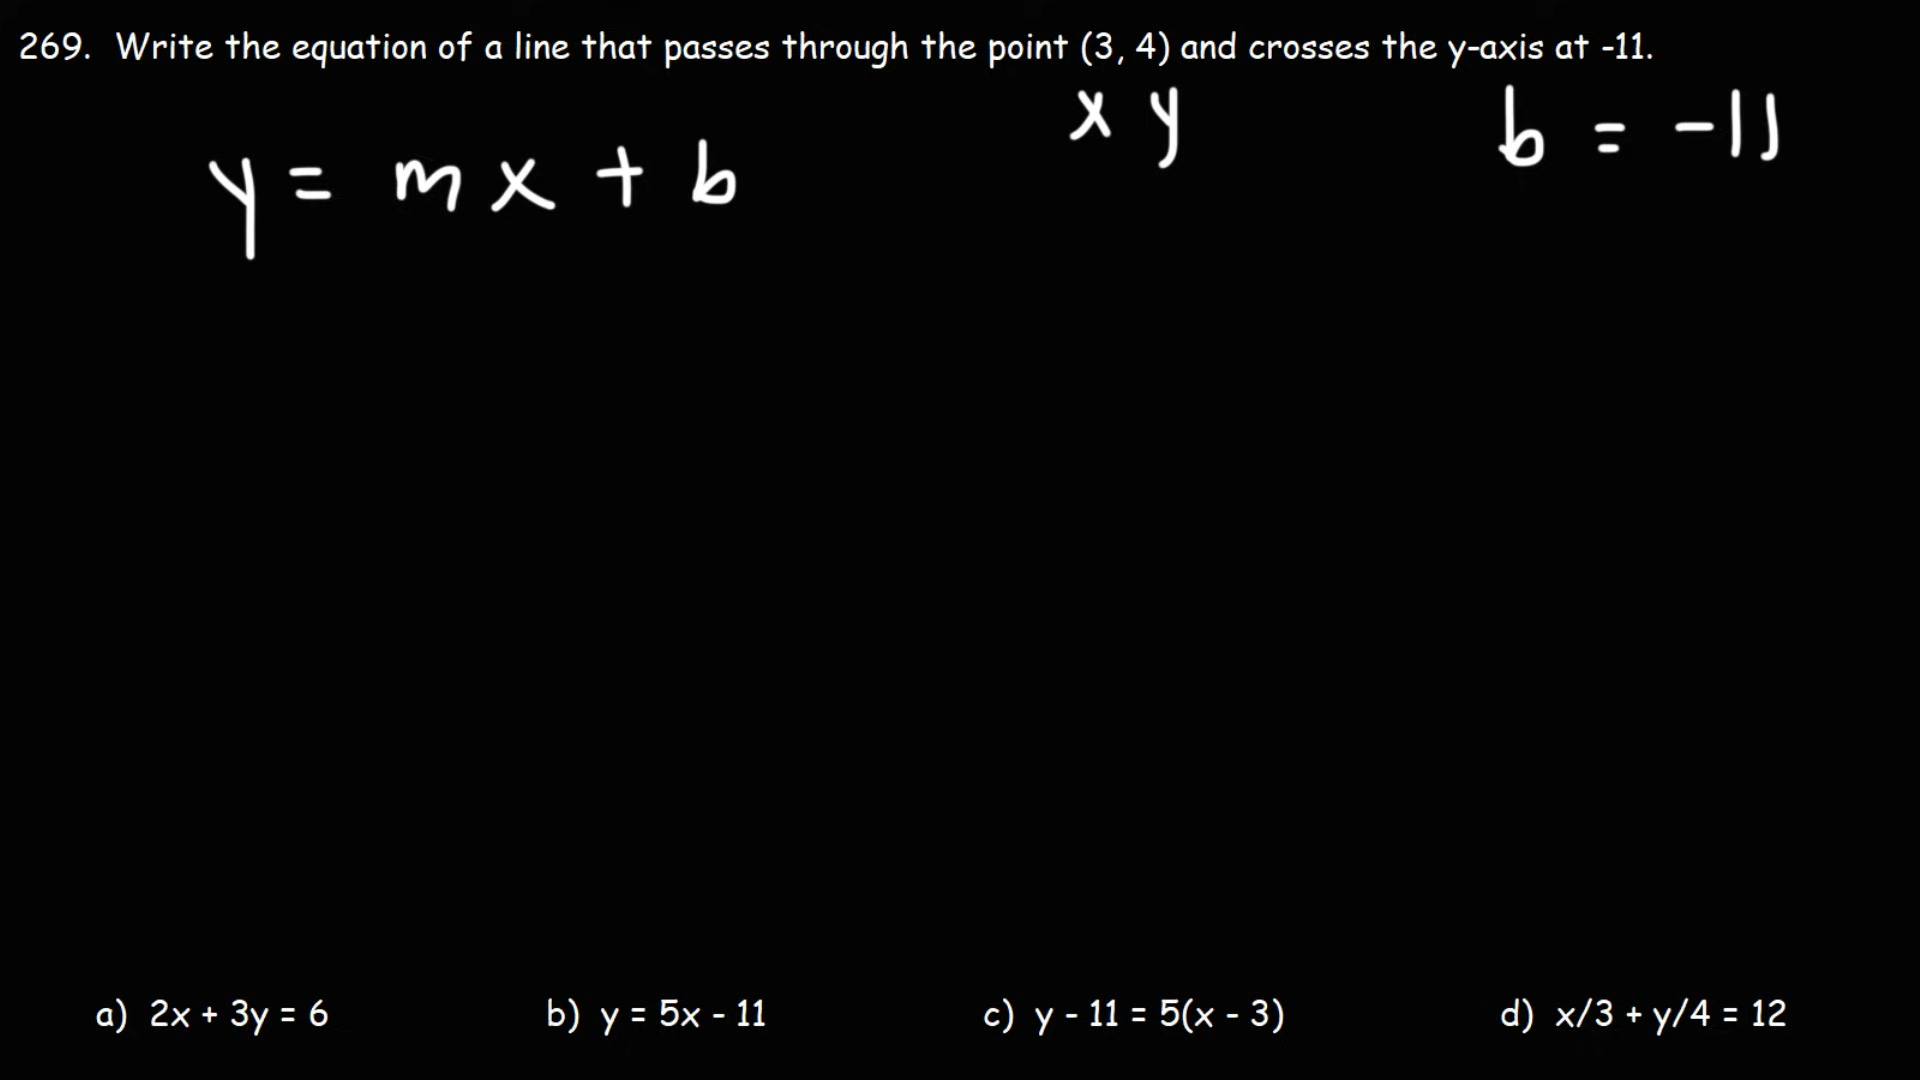 269. Write the equation of a line that passes through the point (3, 4) and crosses the y-axis at -11.
x y b = -11
y = mx + b
a) 2x + 3y = 6 b) y = 5x - 11 c) y - 11 = 5(x - 3) d) x/3 + y/4 = 12